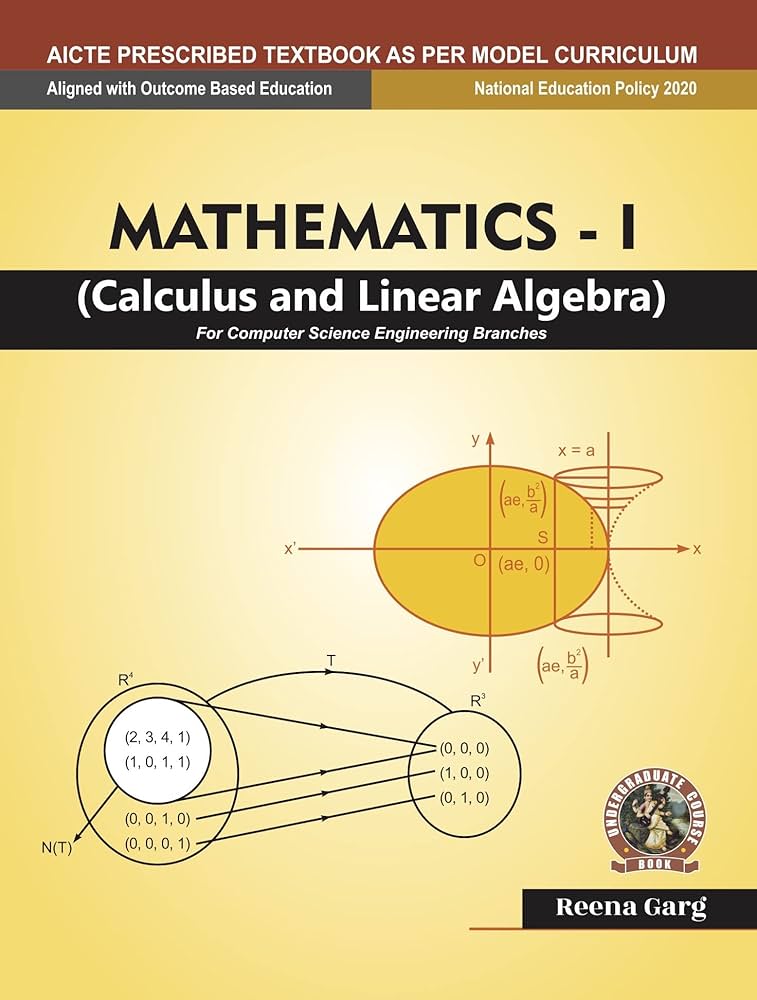 AICTE PRESCRIBED TEXTBOOK AS PER MODEL CURRICULUM
Aligned with Outcome Based Education
National Education Policy 2020
MATHEMATICS - I
(Calculus and Linear Algebra)
For Computer Science Engineering Branches
y
x = a
(ae, b²/a)
S
x'
x
O
(ae, 0)
y'
(ae, b²/a)
T
R⁴
R³
(2, 3, 4, 1)
(1, 0, 1, 1)
(0, 0, 0)
(1, 0, 0)
(0, 1, 0)
(0, 0, 1, 0)
(0, 0, 0, 1)
N(T)
UNDERGRADUATE COURSE
BOOK
Reena Garg